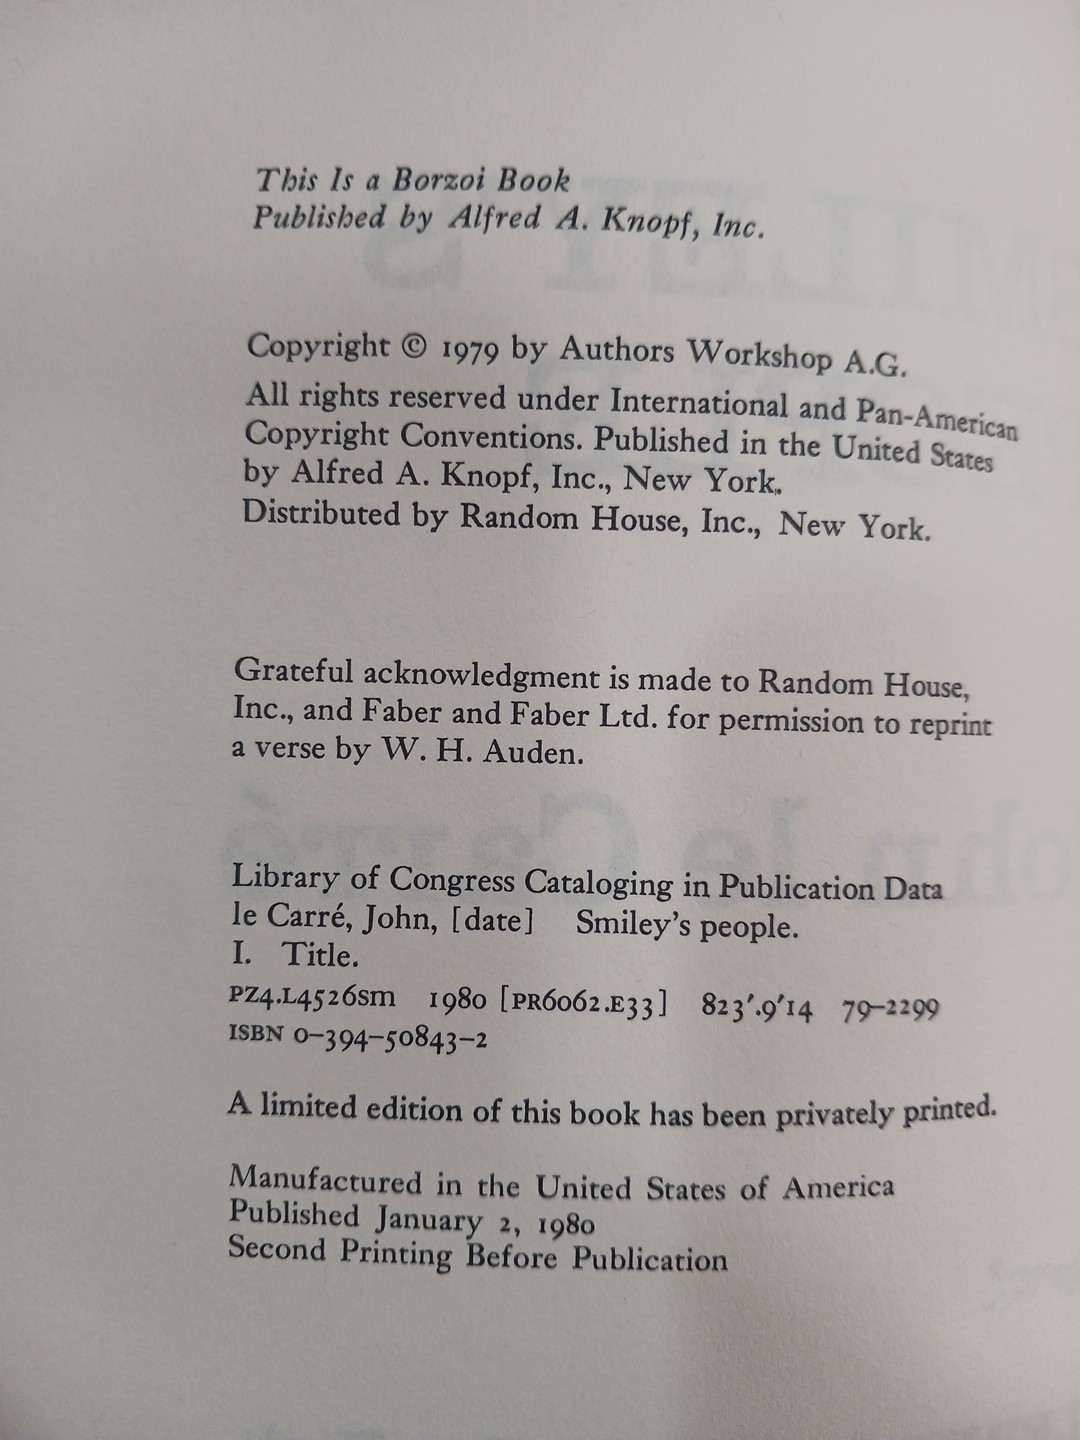 This Is a Borzoi Book
Published by Alfred A. Knopf, Inc.
Copyright © 1979 by Authors Workshop A.G.
All rights reserved under International and Pan-American
Copyright Conventions. Published in the United States
by Alfred A. Knopf, Inc., New York.
Distributed by Random House, Inc., New York.
Grateful acknowledgment is made to Random House,
Inc., and Faber and Faber Ltd. for permission to reprint
a verse by W. H. Auden.
Library of Congress Cataloging in Publication Data
le Carré, John, [date] Smiley's people.
I. Title.
PZ4.L4526sm 1980 [PR6062.E33] 823'.9'14 79–2299
ISBN 0–394–50843–2
A limited edition of this book has been privately printed.
Manufactured in the United States of America
Published January 2, 1980
Second Printing Before Publication